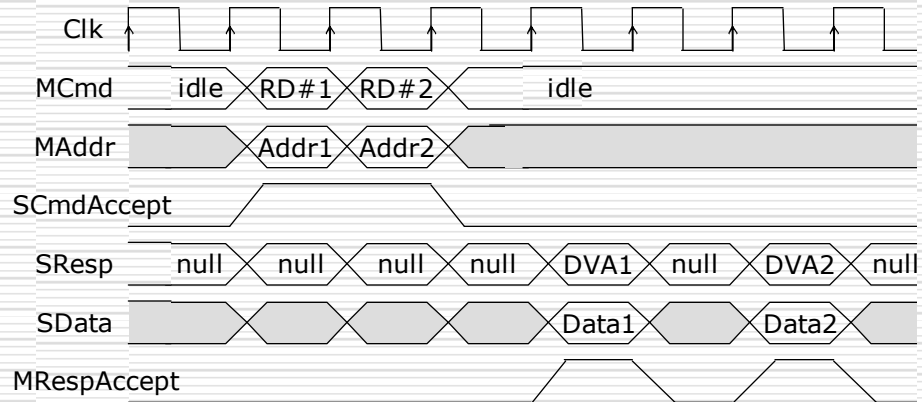 Clk
MCmd idle RD#1 RD#2 idle
MAddr Addr1 Addr2
SCmdAccept
SResp null null null null DVA1 null DVA2 null
SData Data1 Data2
MRespAccept